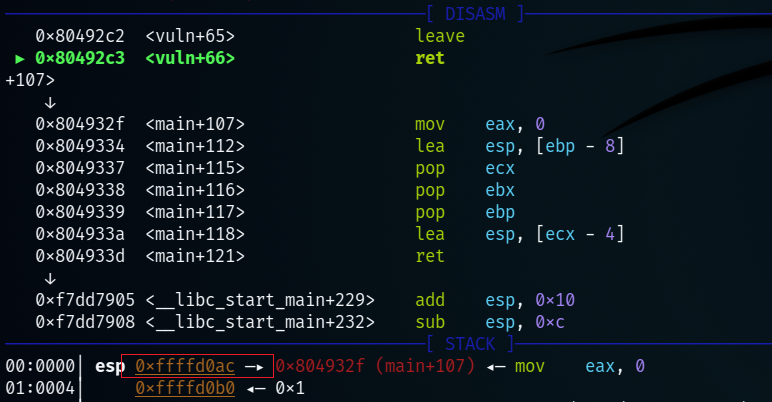 [ DISASM ]
0×80492c2 <vuln+65> leave
► 0×80492c3 <vuln+66> ret
+107>
↓
0×804932f <main+107> mov eax, 0
0×8049334 <main+112> lea esp, [ebp - 8]
0×8049337 <main+115> pop ecx
0×8049338 <main+116> pop ebx
0×8049339 <main+117> pop ebp
0×804933a <main+118> lea esp, [ecx - 4]
0×804933d <main+121> ret
↓
0×f7dd7905 <__libc_start_main+229> add esp, 0×10
0×f7dd7908 <__libc_start_main+232> sub esp, 0×c
[ STACK ]
00:0000│ esp 0×ffffd0ac —▸ 0×804932f (main+107) ◂— mov eax, 0
01:0004│ 0×ffffd0b0 ◂— 0×1